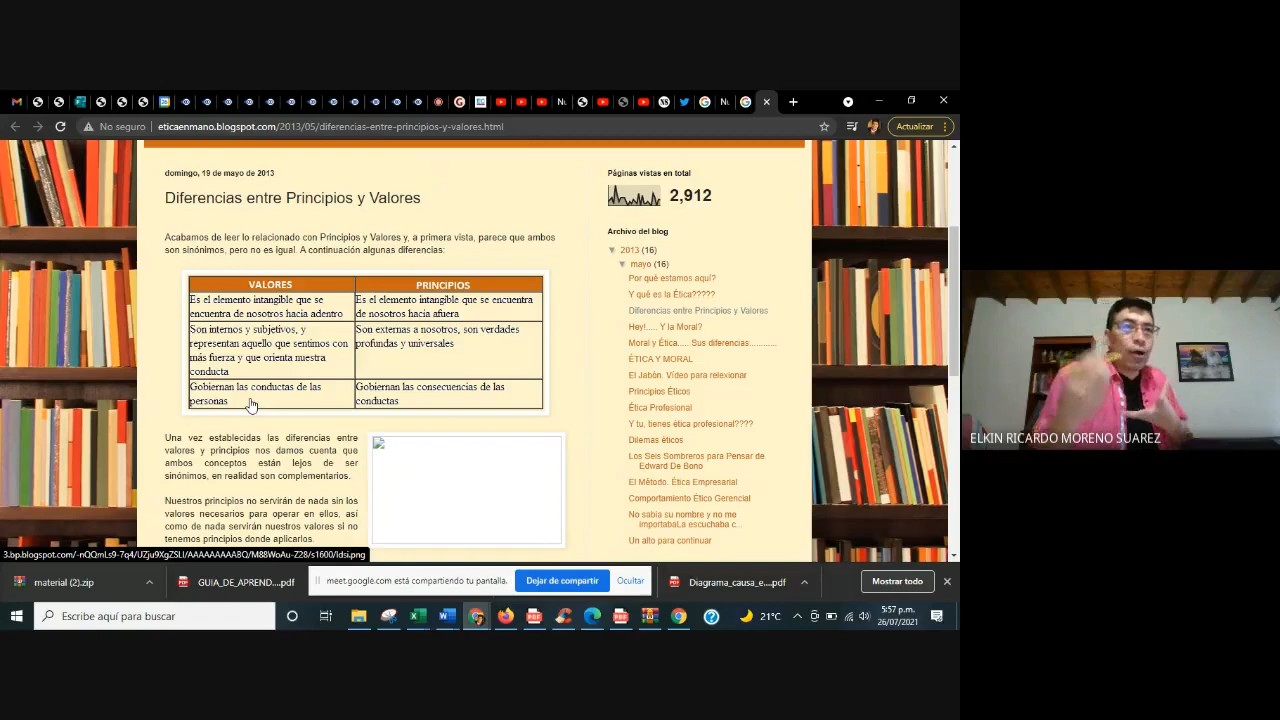 No seguro
eticaenmano.blogspot.com/2013/05/diferencias-entre-principios-y-valores.html
Actualizar
domingo, 19 de mayo de 2013
Diferencias entre Principios y Valores
Acabamos de leer lo relacionado con Principios y Valores y, a primera vista, parece que ambos
son sinónimos, pero no es igual. A continuación algunas diferencias:
VALORES
PRINCIPIOS
Es el elemento intangible que se
encuentra de nosotros hacia adentro
Es el elemento intangible que se encuentra
de nosotros hacia afuera
Son internos y subjetivos, y
representan aquello que sentimos con
más fuerza y que orienta nuestra
conducta
Son externas a nosotros, son verdades
profundas y universales
Gobiernan las conductas de las
personas
Gobiernan las consecuencias de las
conductas
Una vez establecidas las diferencias entre
valores y principios nos damos cuenta que
ambos conceptos están lejos de ser
sinónimos, en realidad son complementarios.
Nuestros principios no servirán de nada sin los
valores necesarios para operar en ellos, así
como de nada servirán nuestros valores si no
tenemos principios donde aplicarlos.
Páginas vistas en total
2,912
Archivo del blog
▼ 2013 (16)
▼ mayo (16)
Por qué estamos aquí?
Y qué es la Ética?????
Diferencias entre Principios y Valores
Hey!..... Y la Moral?
Moral y Ética..... Sus diferencias............
ÉTICA Y MORAL
El Jabón. Vídeo para relexionar
Principios Éticos
Ética Profesional
Y tu, tienes ética profesional????
Dilemas éticos
Los Seis Sombreros para Pensar de
Edward De Bono
El Método. Ética Empresarial
Comportamiento Ético Gerencial
No sabía su nombre y no me
importabaLa escuchaba c...
Un alto para continuar
ELKIN RICARDO MORENO SUAREZ
material (2).zip
GUIA_DE_APREND....pdf
meet.google.com está compartiendo tu pantalla.
Dejar de compartir
Ocultar
Diagrama_causa_e....pdf
Mostrar todo
Escribe aquí para buscar
21°C
5:57 p.m.
26/07/2021